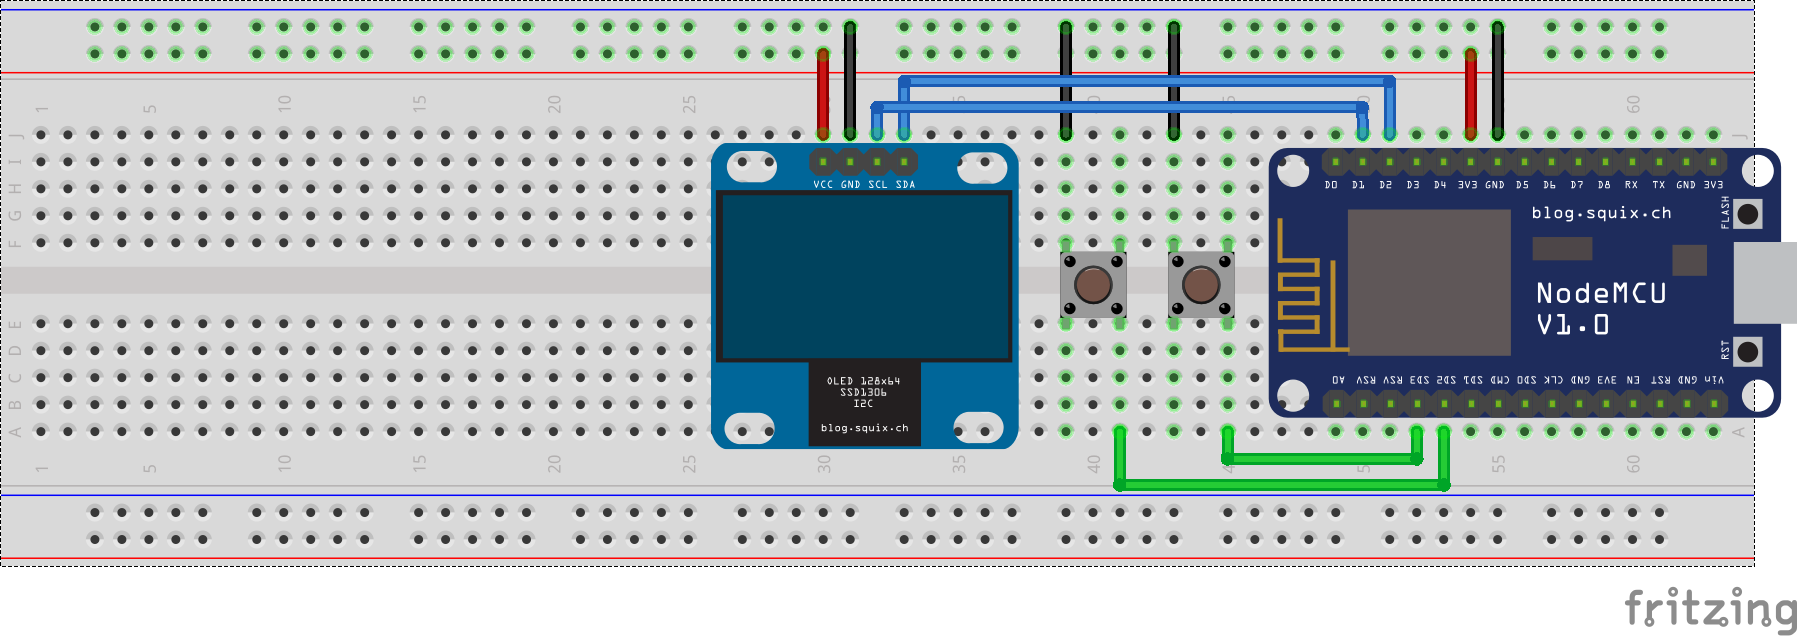 1 5 10 15 20 25 35 40 45 60
J J
I
H
G
F
VCC GND SCL SDA
D0 D1 D2 D3 D4 3V3 GND D5 D6 D7 D8 RX TX GND 3V3
blog.squix.ch
FLASH
NodeMCU
V1.0
RST
E
D
C
B
A A
OLED 128x64
SSD1306
I2C
blog.squix.ch
A0 RSV RSV SD3 SD2 SD1 CMD SD0 CLK GND 3V3 EN RST GND Vin
1 5 10 15 20 25 30 35 40 45 50 55 60
fritzing